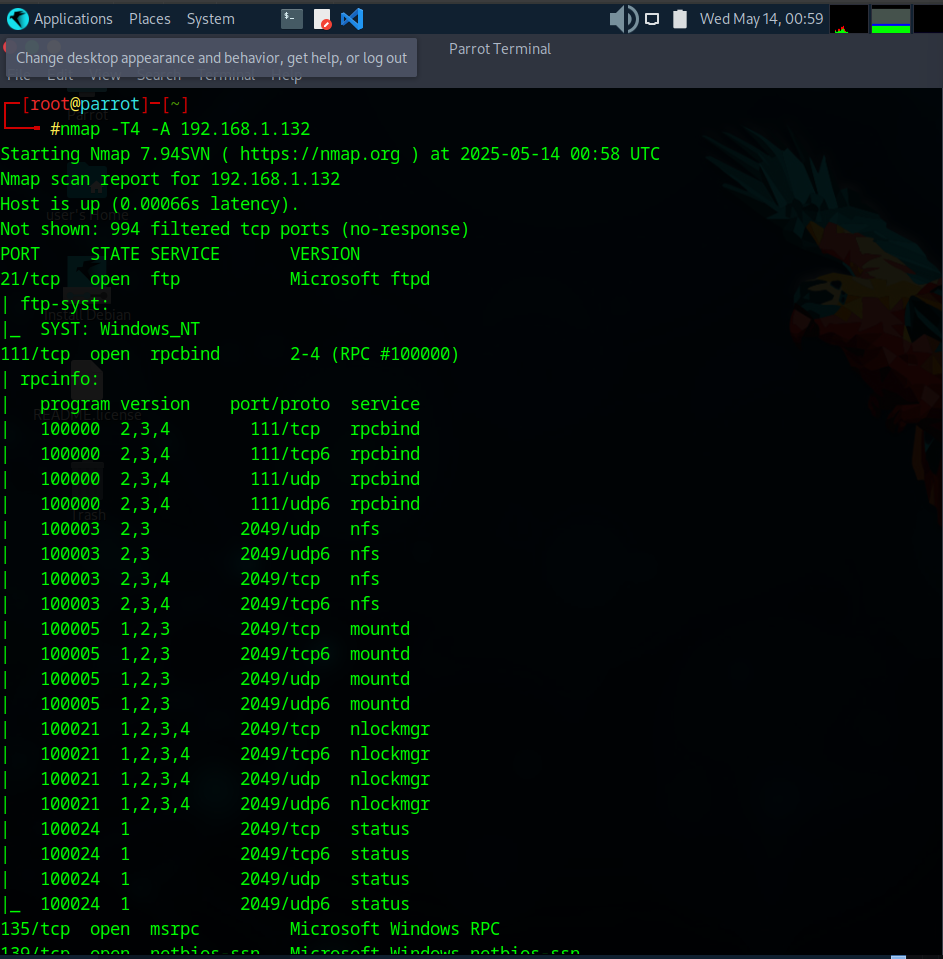 Applications Places System Wed May 14, 00:59
Parrot Terminal
Change desktop appearance and behavior, get help, or log out
File Edit View Search Terminal Help
[root@parrot]─[~]
#nmap -T4 -A 192.168.1.132
Starting Nmap 7.94SVN ( https://nmap.org ) at 2025-05-14 00:58 UTC
Nmap scan report for 192.168.1.132
Host is up (0.00066s latency).
Not shown: 994 filtered tcp ports (no-response)
PORT     STATE SERVICE       VERSION
21/tcp   open  ftp           Microsoft ftpd
| ftp-syst:
|_  SYST: Windows_NT
111/tcp  open  rpcbind       2-4 (RPC #100000)
| rpcinfo:
|   program version    port/proto  service
|   100000  2,3,4        111/tcp   rpcbind
|   100000  2,3,4        111/tcp6  rpcbind
|   100000  2,3,4        111/udp   rpcbind
|   100000  2,3,4        111/udp6  rpcbind
|   100003  2,3         2049/udp   nfs
|   100003  2,3         2049/udp6  nfs
|   100003  2,3,4       2049/tcp   nfs
|   100003  2,3,4       2049/tcp6  nfs
|   100005  1,2,3       2049/tcp   mountd
|   100005  1,2,3       2049/tcp6  mountd
|   100005  1,2,3       2049/udp   mountd
|   100005  1,2,3       2049/udp6  mountd
|   100021  1,2,3,4     2049/tcp   nlockmgr
|   100021  1,2,3,4     2049/tcp6  nlockmgr
|   100021  1,2,3,4     2049/udp   nlockmgr
|   100021  1,2,3,4     2049/udp6  nlockmgr
|   100024  1           2049/tcp   status
|   100024  1           2049/tcp6  status
|   100024  1           2049/udp   status
|_  100024  1           2049/udp6  status
135/tcp  open  msrpc         Microsoft Windows RPC
139/tcp  open  netbios-ssn   Microsoft Windows netbios-ssn